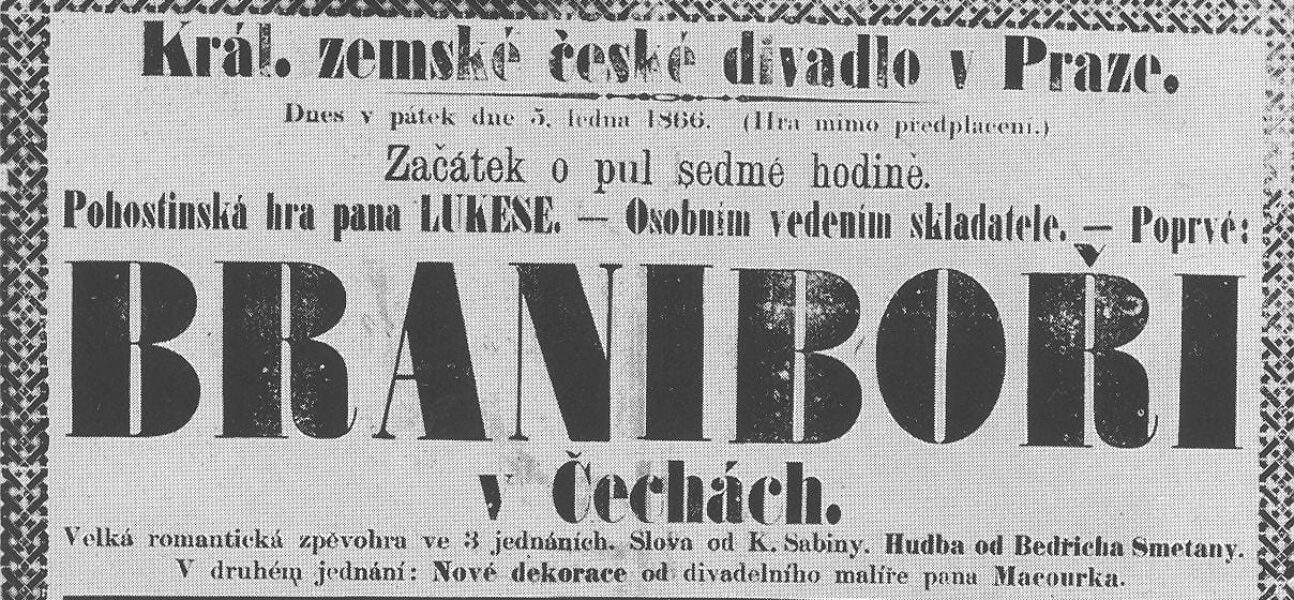 Král. zemské české divadlo v Praze.
Dnes v pátek dne 5. ledna 1866. (Hra mimo předplacení.)
Začátek o pul sedmé hodině.
Pohostinská hra pana LUKESE. — Osobním vedením skladatele. — Poprvé:
BRANIBOŘI
v Čechách.
Velká romantická zpěvohra ve 3 jednáních. Slova od K. Sabiny. Hudba od Bedřicha Smetany.
V druhém jednání: Nové dekorace od divadelního malíře pana Macourka.